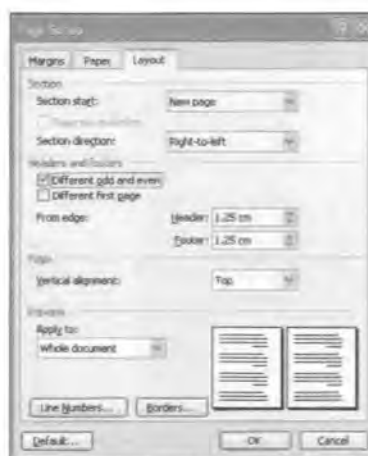 Page Setup
Margins Paper Layout
Section
Section start: New page
Section direction: Right-to-left
Headers and footers
Different odd and even
Different first page
From edge: Header: 1.25 cm
Footer: 1.25 cm
Page
Vertical alignment: Top
Preview
Apply to:
Whole document
Line Numbers... Borders...
Default... OK Cancel